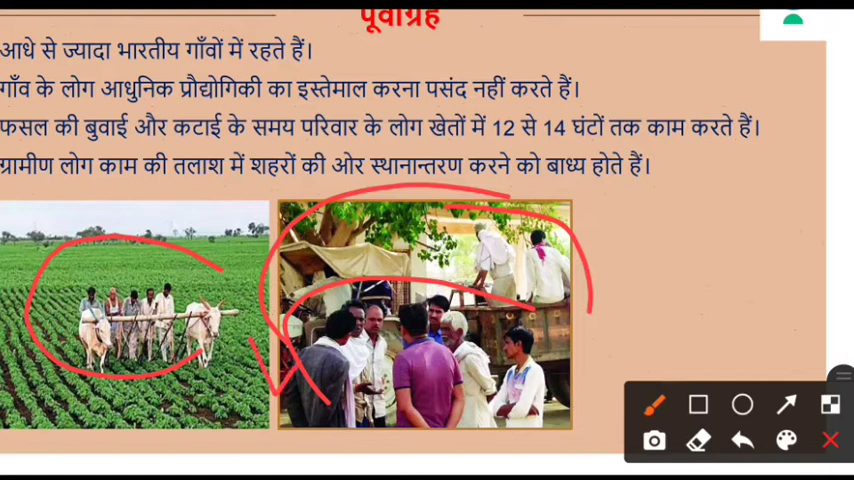 पूर्वाग्रह
आधे से ज्यादा भारतीय गाँवों में रहते हैं।
गाँव के लोग आधुनिक प्रौद्योगिकी का इस्तेमाल करना पसंद नहीं करते हैं।
फसल की बुवाई और कटाई के समय परिवार के लोग खेतों में 12 से 14 घंटों तक काम करते हैं।
ग्रामीण लोग काम की तलाश में शहरों की ओर स्थानान्तरण करने को बाध्य होते हैं।